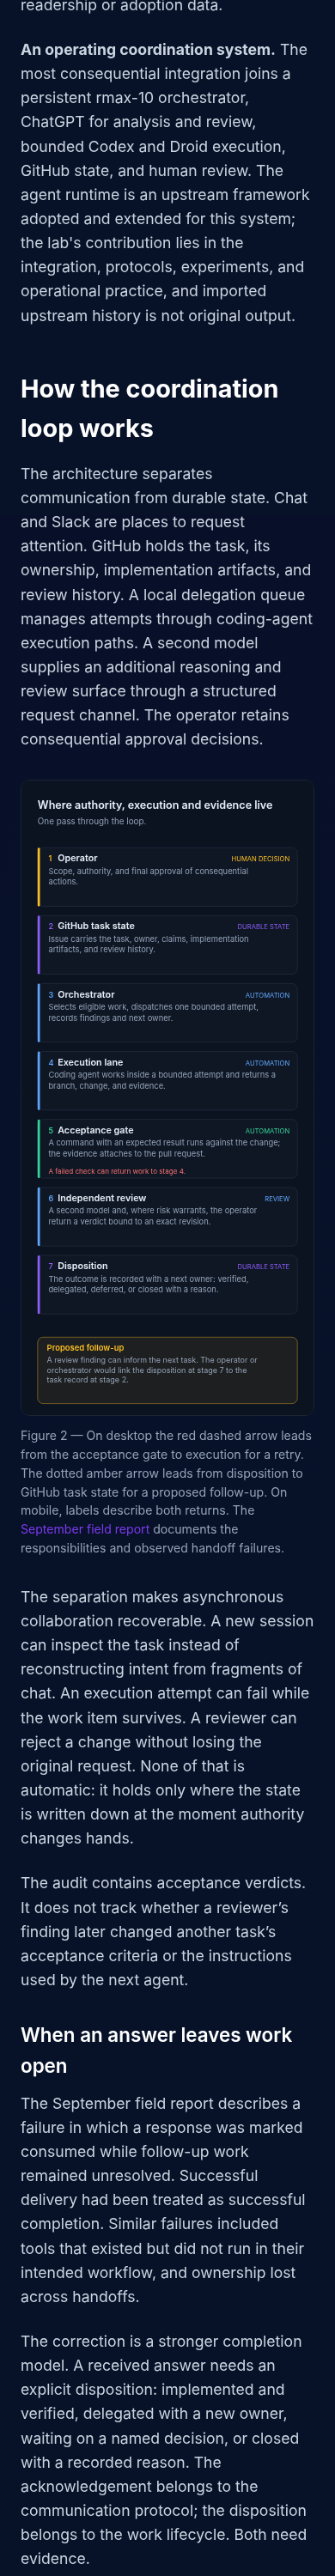 readership or adoption data.
An operating coordination system. The
most consequential integration joins a
persistent rmax-10 orchestrator,
ChatGPT for analysis and review,
bounded Codex and Droid execution,
GitHub state, and human review. The
agent runtime is an upstream framework
adopted and extended for this system;
the lab's contribution lies in the
integration, protocols, experiments, and
operational practice, and imported
upstream history is not original output.
How the coordination
loop works
The architecture separates
communication from durable state. Chat
and Slack are places to request
attention. GitHub holds the task, its
ownership, implementation artifacts, and
review history. A local delegation queue
manages attempts through coding-agent
execution paths. A second model
supplies an additional reasoning and
review surface through a structured
request channel. The operator retains
consequential approval decisions.
Where authority, execution and evidence live
One pass through the loop.
1 Operator HUMAN DECISION
Scope, authority, and final approval of consequential
actions.
2 GitHub task state DURABLE STATE
Issue carries the task, owner, claims, implementation
artifacts, and review history.
3 Orchestrator AUTOMATION
Selects eligible work, dispatches one bounded attempt,
records findings and next owner.
4 Execution lane AUTOMATION
Coding agent works inside a bounded attempt and returns a
branch, change, and evidence.
5 Acceptance gate AUTOMATION
A command with an expected result runs against the change;
the evidence attaches to the pull request.
A failed check can return work to stage 4.
6 Independent review REVIEW
A second model and, where risk warrants, the operator
return a verdict bound to an exact revision.
7 Disposition DURABLE STATE
The outcome is recorded with a next owner: verified,
delegated, deferred, or closed with a reason.
Proposed follow-up
A review finding can inform the next task. The operator or
orchestrator would link the disposition at stage 7 to the
task record at stage 2.
Figure 2 — On desktop the red dashed arrow leads
from the acceptance gate to execution for a retry.
The dotted amber arrow leads from disposition to
GitHub task state for a proposed follow-up. On
mobile, labels describe both returns. The
September field report documents the
responsibilities and observed handoff failures.
The separation makes asynchronous
collaboration recoverable. A new session
can inspect the task instead of
reconstructing intent from fragments of
chat. An execution attempt can fail while
the work item survives. A reviewer can
reject a change without losing the
original request. None of that is
automatic: it holds only where the state
is written down at the moment authority
changes hands.
The audit contains acceptance verdicts.
It does not track whether a reviewer’s
finding later changed another task’s
acceptance criteria or the instructions
used by the next agent.
When an answer leaves work
open
The September field report describes a
failure in which a response was marked
consumed while follow-up work
remained unresolved. Successful
delivery had been treated as successful
completion. Similar failures included
tools that existed but did not run in their
intended workflow, and ownership lost
across handoffs.
The correction is a stronger completion
model. A received answer needs an
explicit disposition: implemented and
verified, delegated with a new owner,
waiting on a named decision, or closed
with a recorded reason. The
acknowledgement belongs to the
communication protocol; the disposition
belongs to the work lifecycle. Both need
evidence.